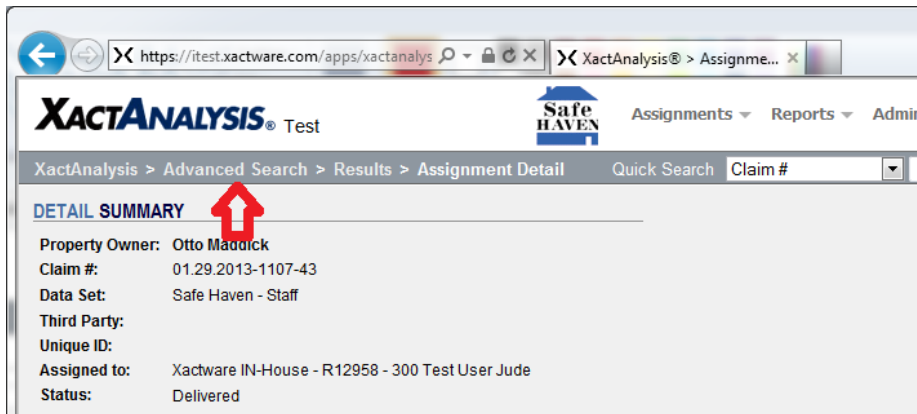 https://itest.xactware.com/apps/xactanalys
XactAnalysis® > Assignme...
XACTANALYSIS® Test
Safe HAVEN
Assignments Reports Admin
XactAnalysis > Advanced Search > Results > Assignment Detail Quick Search Claim #
DETAIL SUMMARY
Property Owner: Otto Maddick
Claim #: 01.29.2013-1107-43
Data Set: Safe Haven - Staff
Third Party:
Unique ID:
Assigned to: Xactware IN-House - R12958 - 300 Test User Jude
Status: Delivered